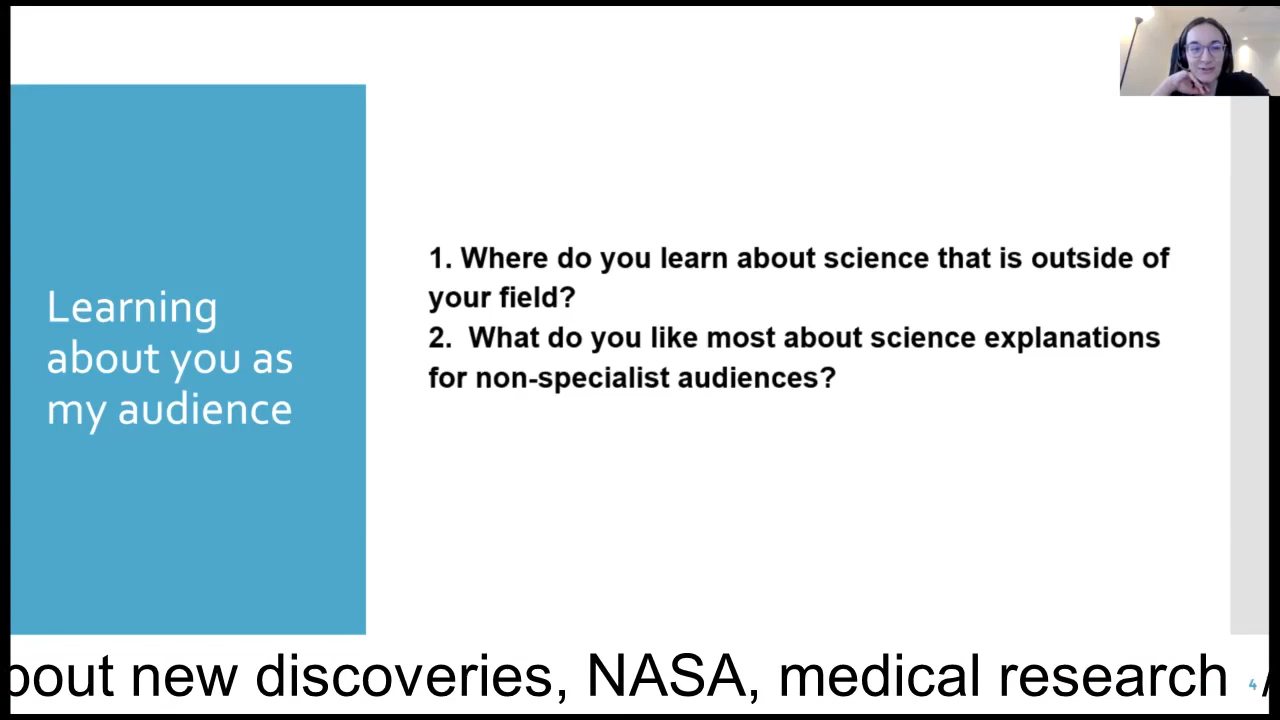 Learning
about you as
my audience
1. Where do you learn about science that is outside of
your field?
2. What do you like most about science explanations
for non-specialist audiences?
new discoveries, NASA, medical research
4